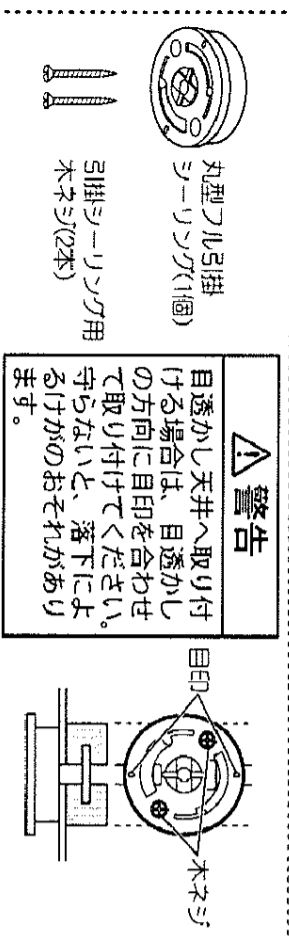 丸型フル引掛
シーリング(1個)
引掛シーリング用
木ネジ(2本)
警告
目透かし天井へ取り付
ける場合は、目透かし
の方向に目印を合わせ
て取り付けてください。
守らないと、落下によ
るけがのおそれがあり
ます。
目印
木ネジ